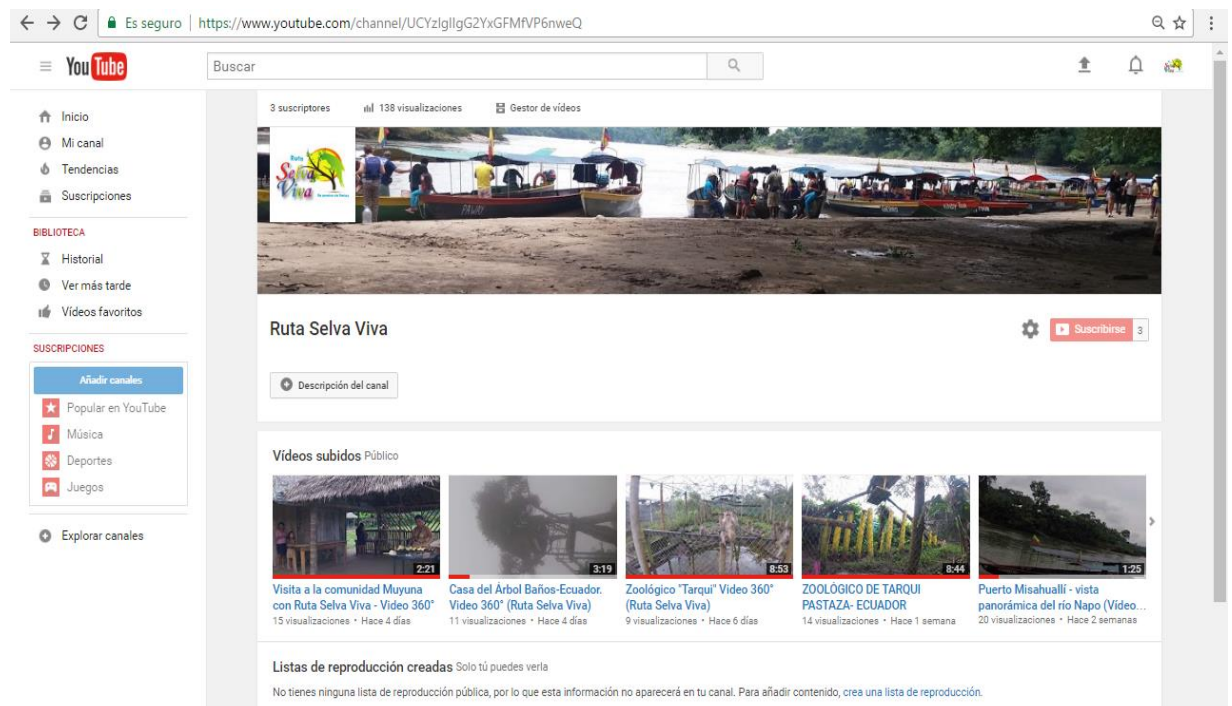 Es seguro
https://www.youtube.com/channel/UCYzIgIlgG2YxGFMfVP6nweQ
YouTube
Buscar
3 suscriptores 138 visualizaciones Gestor de vídeos
Inicio
Mi canal
Tendencias
Suscripciones
BIBLIOTECA
Historial
Ver más tarde
Vídeos favoritos
SUSCRIPCIONES
Añadir canales
Popular en YouTube
Música
Deportes
Juegos
Explorar canales
Ruta
Selva
Viva
Ruta Selva Viva
Suscribirse 3
Descripción del canal
Vídeos subidos Público
2:21
Visita a la comunidad Muyuna
con Ruta Selva Viva - Video 360°
15 visualizaciones • Hace 4 días
3:19
Casa del Árbol Baños-Ecuador.
Video 360° (Ruta Selva Viva)
11 visualizaciones • Hace 4 días
8:53
Zoológico "Tarqui" Video 360°
(Ruta Selva Viva)
9 visualizaciones • Hace 6 días
8:44
ZOOLÓGICO DE TARQUI
PASTAZA- ECUADOR
14 visualizaciones • Hace 1 semana
1:25
Puerto Misahuallí - vista
panorámica del río Napo (Vídeo...
20 visualizaciones • Hace 2 semanas
Listas de reproducción creadas Solo tú puedes verla
No tienes ninguna lista de reproducción pública, por lo que esta información no aparecerá en tu canal. Para añadir contenido, crea una lista de reproducción.